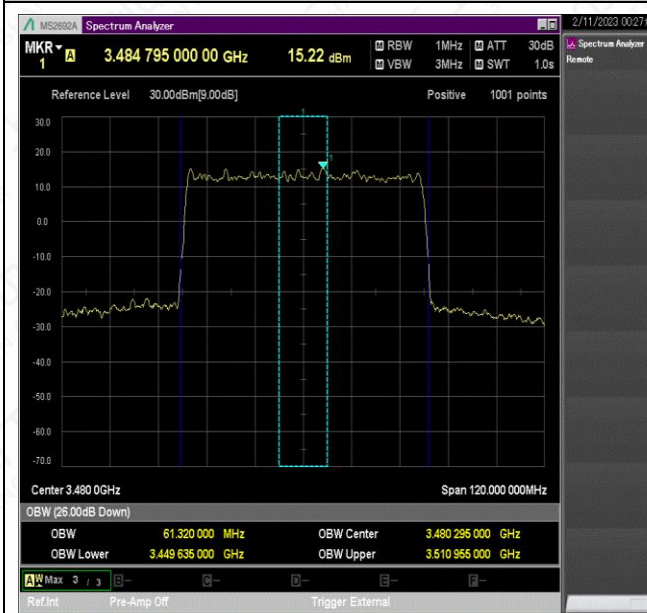 MS2692A Spectrum Analyzer
2/11/2023 00:27:
MKR 1 A 3.484 795 000 00 GHz 15.22 dBm M RBW 1MHz M ATT 30dB
M VBW 3MHz M SWT 1.0s
Spectrum Analyzer
Remote
Reference Level 30.00dBm[9.00dB] Positive 1001 points
30.0
20.0
10.0
0.0
-10.0
-20.0
-30.0
-40.0
-50.0
-60.0
-70.0
1
1
Center 3.480 0GHz Span 120.000 000MHz
OBW (26.00dB Down)
OBW 61.320 000 MHz OBW Center 3.480 295 000 GHz
OBW Lower 3.449 635 000 GHz OBW Upper 3.510 955 000 GHz
A W Max 3 / 3 B- C- D- E- F-
Ref.Int Pre-Amp Off Trigger External